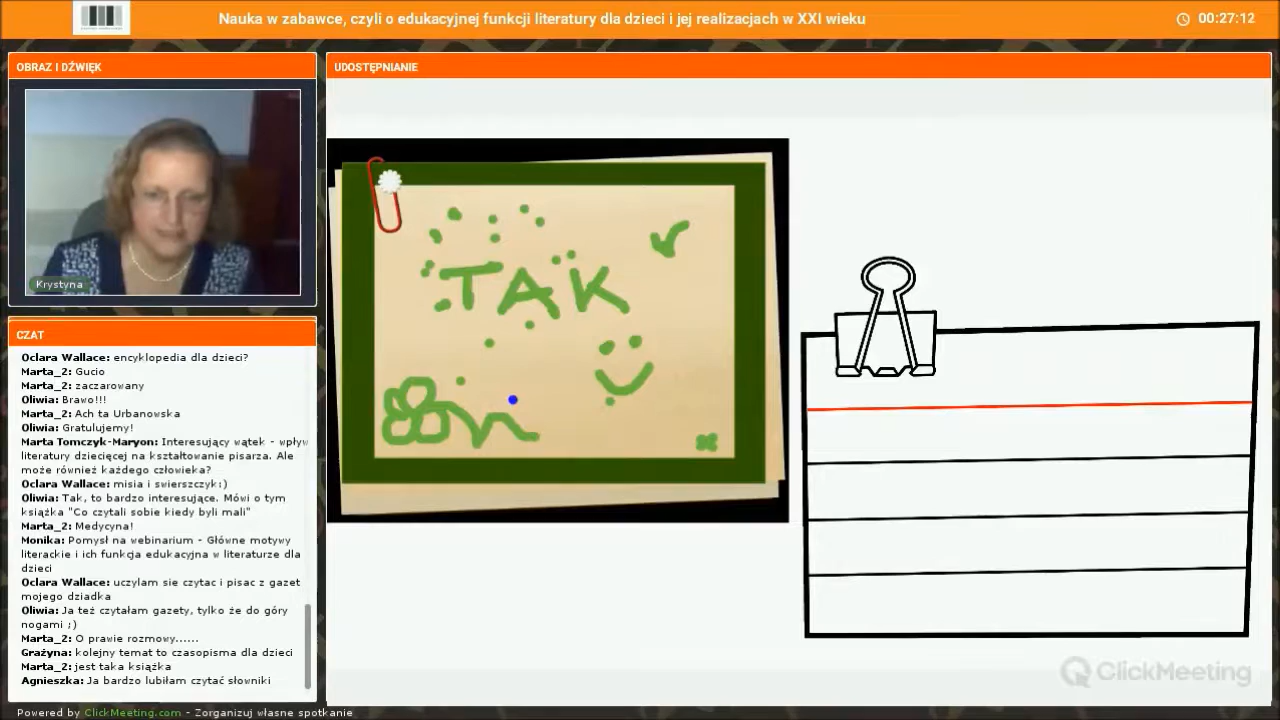 Nauka w zabawce, czyli o edukacyjnej funkcji literatury dla dzieci i jej realizacjach w XXI wieku
00:27:12
OBRAZ I DŹWIĘK
Krystyna
CZAT
Oclara Wallace: encyklopedia dla dzieci?
Marta_2: Gucio
Marta_2: zaczarowany
Oliwia: Brawo!!!
Marta_2: Ach ta Urbanowska
Oliwia: Gratulujemy!
Marta Tomczyk-Maryon: Interesujący wątek - wpływ
literatury dziecięcej na kształtowanie pisarza. Ale
może również każdego człowieka?
Oclara Wallace: misia i swierszczyk:)
Oliwia: Tak, to bardzo interesujące. Mówi o tym
książka "Co czytali sobie kiedy byli mali"
Marta_2: Medycyna!
Monika: Pomysł na webinarium - Główne motywy
literackie i ich funkcja edukacyjna w literaturze dla
dzieci
Oclara Wallace: uczylam sie czytac i pisac z gazet
mojego dziadka
Oliwia: Ja też czytałam gazety, tylko że do góry
nogami ;)
Marta_2: O prawie rozmowy......
Grażyna: kolejny temat to czasopisma dla dzieci
Marta_2: jest taka książka
Agnieszka: Ja bardzo lubiłam czytać słowniki
UDOSTĘPNIANIE
TAK
ClickMeeting
Powered by ClickMeeting.com - Zorganizuj własne spotkanie